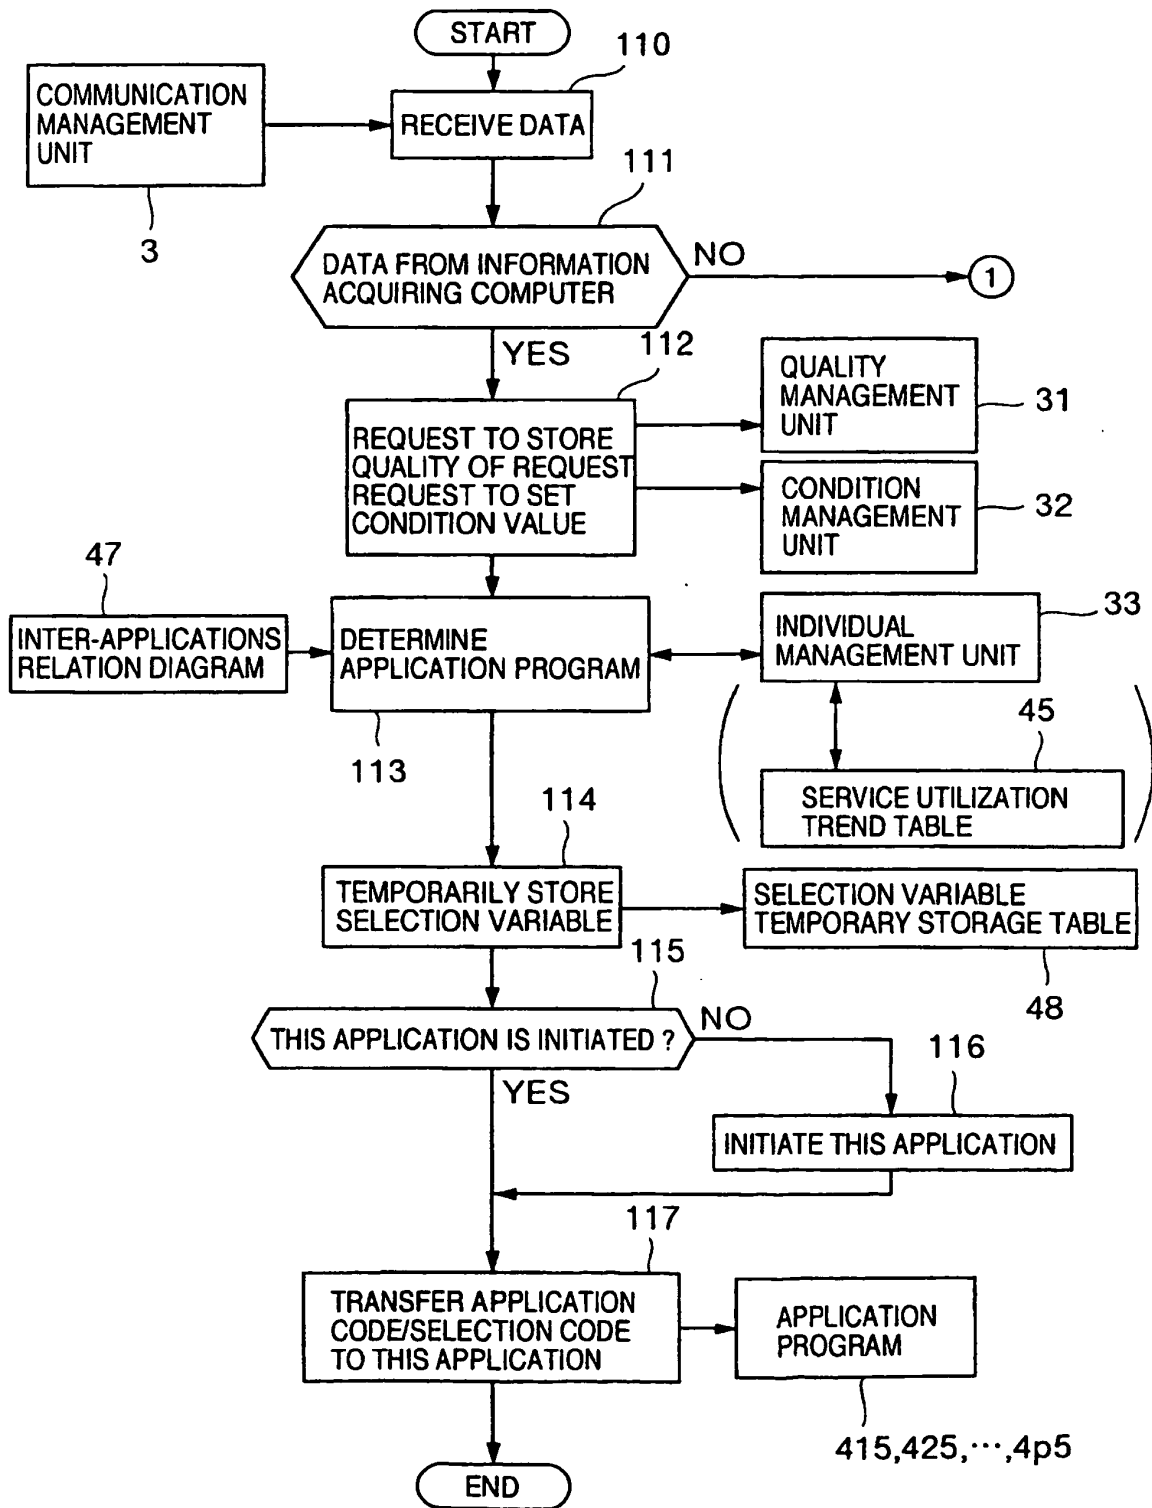 START
110
COMMUNICATION
MANAGEMENT
UNIT
RECEIVE DATA
3
111
DATA FROM INFORMATION
ACQUIRING COMPUTER
NO
1
YES
112
REQUEST TO STORE
QUALITY OF REQUEST
REQUEST TO SET
CONDITION VALUE
QUALITY
MANAGEMENT
UNIT
31
CONDITION
MANAGEMENT
UNIT
32
47
INTER-APPLICATIONS
RELATION DIAGRAM
DETERMINE
APPLICATION PROGRAM
113
INDIVIDUAL
MANAGEMENT UNIT
33
45
SERVICE UTILIZATION
TREND TABLE
114
TEMPORARILY STORE
SELECTION VARIABLE
SELECTION VARIABLE
TEMPORARY STORAGE TABLE
48
115
THIS APPLICATION IS INITIATED ?
NO
YES
116
INITIATE THIS APPLICATION
117
TRANSFER APPLICATION
CODE/SELECTION CODE
TO THIS APPLICATION
APPLICATION
PROGRAM
415,425,⋯,4p5
END